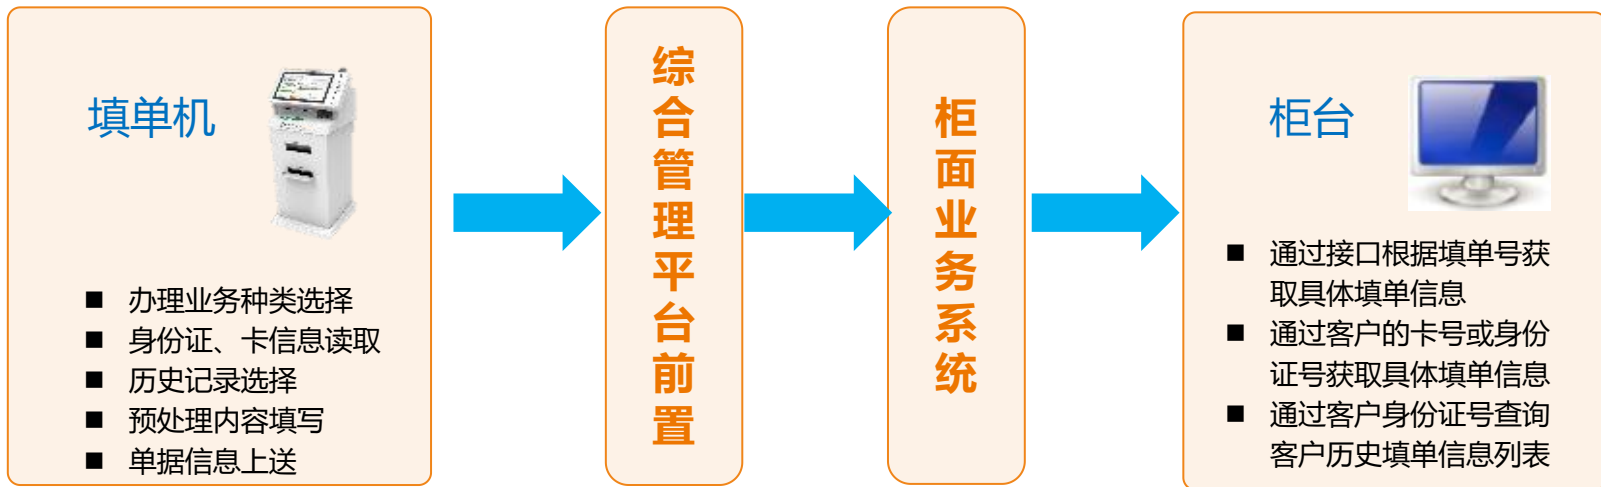 填单机
办理业务种类选择
身份证、卡信息读取
历史记录选择
预处理内容填写
单据信息上送
综合管理平台前置
柜面业务系统
柜台
通过接口根据填单号获
取具体填单信息
通过客户的卡号或身份
证号获取具体填单信息
通过客户身份证号查询
客户历史填单信息列表